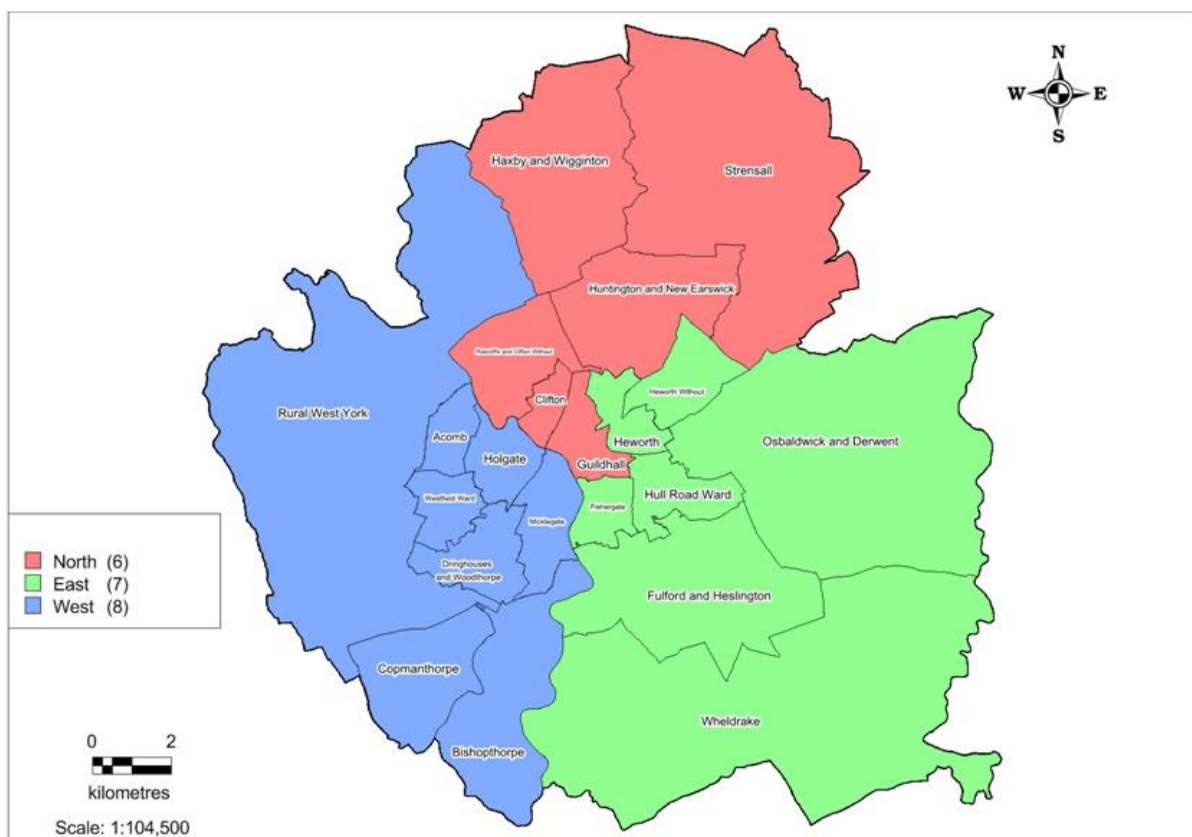 N
W E
S
Haxby and Wigginton
Strensall
Huntington and New Earswick
Rawcliffe and Clifton Without
Heworth Without
Clifton
Rural West York
Acomb
Heworth
Osbaldwick and Derwent
Holgate
Guildhall
Westfield Ward
Hull Road Ward
Fishergate
Micklegate
Dringhouses
and Woodthorpe
Fulford and Heslington
North (6)
East (7)
West (8)
Copmanthorpe
Wheldrake
Bishopthorpe
0 2
kilometres
Scale: 1:104,500